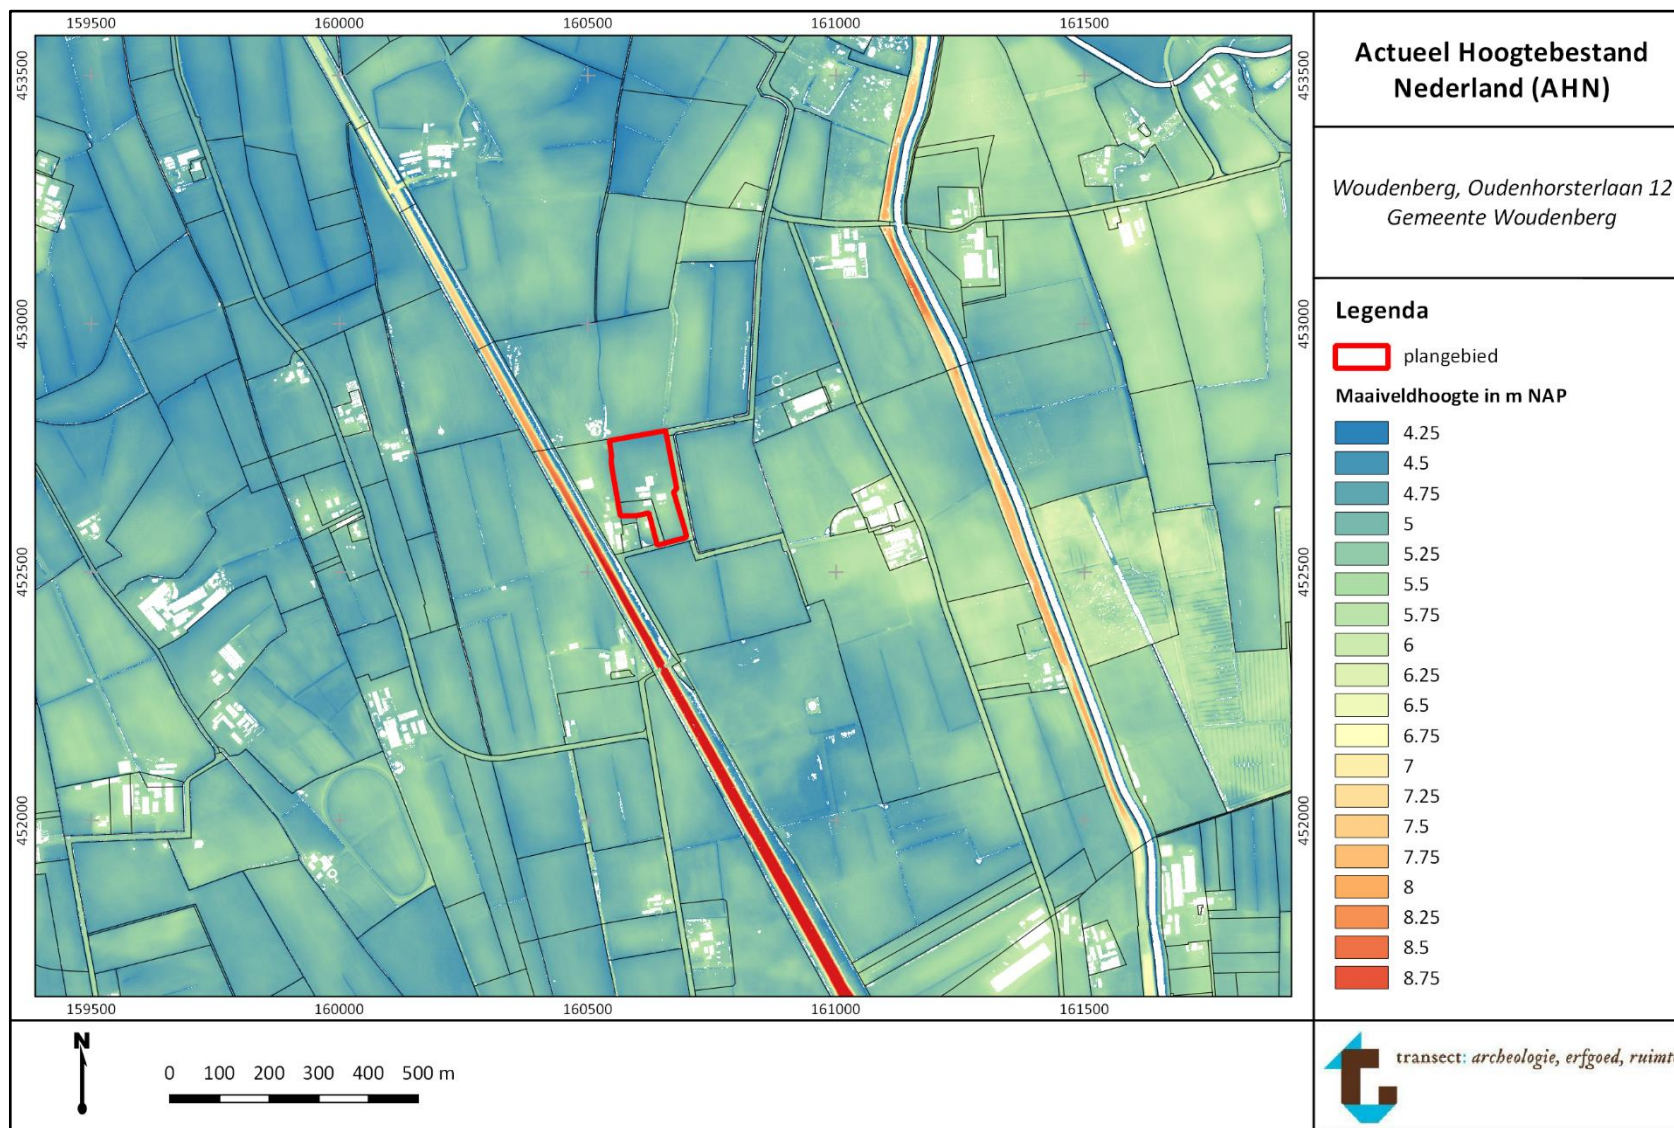 159500 160000 160500 161000 161500
453500
453000
452500
452000
453500
453000
452500
452000
159500 160000 160500 161000 161500
N
0 100 200 300 400 500 m
Actueel Hoogtebestand
Nederland (AHN)
Woudenberg, Oudenhorsterlaan 12
Gemeente Woudenberg
Legenda
plangebied
Maaiveldhoogte in m NAP
4.25
4.5
4.75
5
5.25
5.5
5.75
6
6.25
6.5
6.75
7
7.25
7.5
7.75
8
8.25
8.5
8.75
transect: archeologie, erfgoed, ruimt